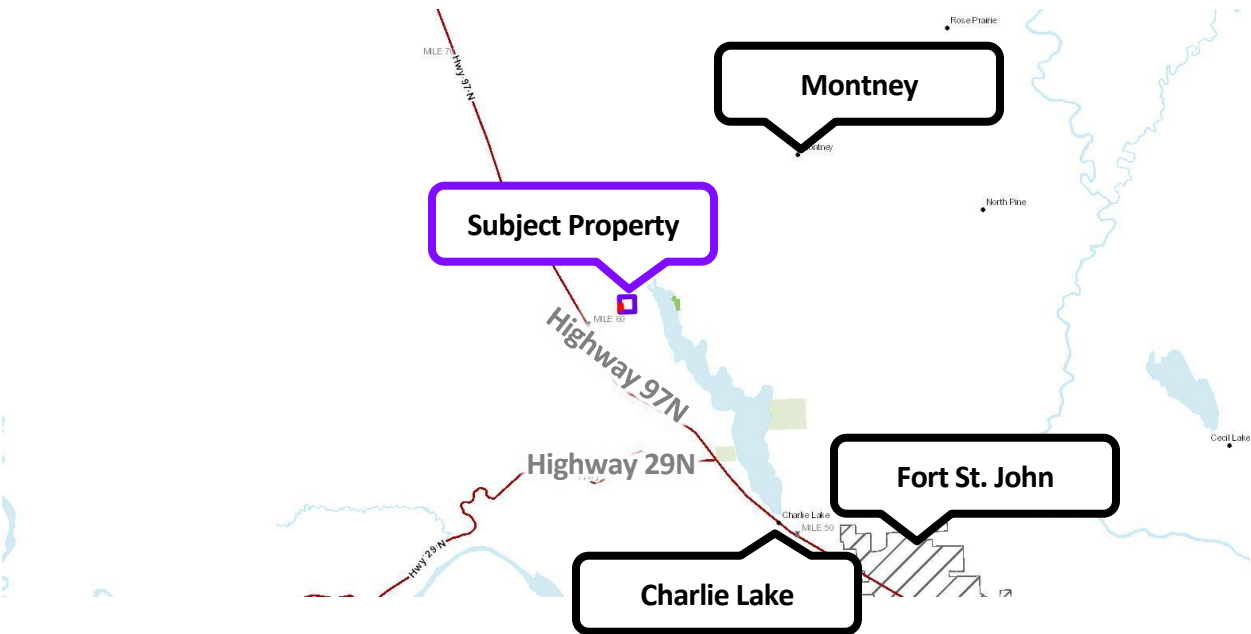 Rose Prairie
MILE 70
Hwy 97-N
Montney
ontney
North Pine
Subject Property
MILE 60
Highway 97N
Cecil Lake
Highway 29N
Fort St. John
Charlie Lake
MILE 50
Hwy 29-N
Charlie Lake